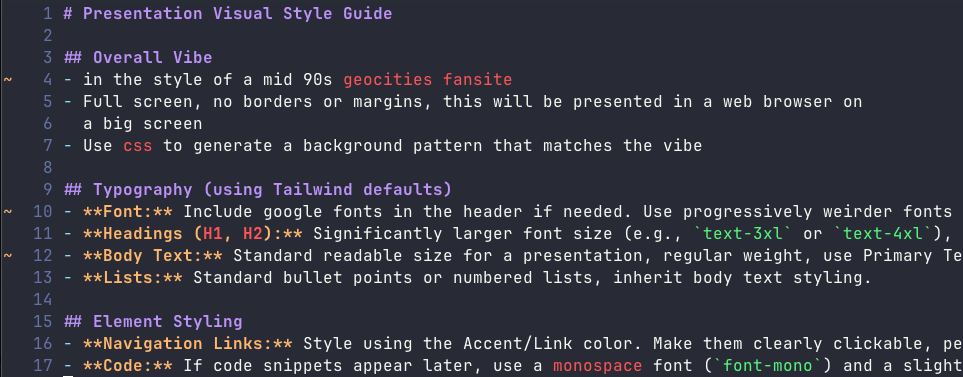 1 # Presentation Visual Style Guide
2
3 ## Overall Vibe
~ 4 - in the style of a mid 90s geocities fansite
5 - Full screen, no borders or margins, this will be presented in a web browser on
6   a big screen
7 - Use css to generate a background pattern that matches the vibe
8
9 ## Typography (using Tailwind defaults)
~ 10 - **Font:** Include google fonts in the header if needed. Use progressively weirder fonts
11 - **Headings (H1, H2):** Significantly larger font size (e.g., `text-3xl` or `text-4xl`),
~ 12 - **Body Text:** Standard readable size for a presentation, regular weight, use Primary Te
13 - **Lists:** Standard bullet points or numbered lists, inherit body text styling.
14
15 ## Element Styling
16 - **Navigation Links:** Style using the Accent/Link color. Make them clearly clickable, pe
17 - **Code:** If code snippets appear later, use a monospace font (`font-mono`) and a slight